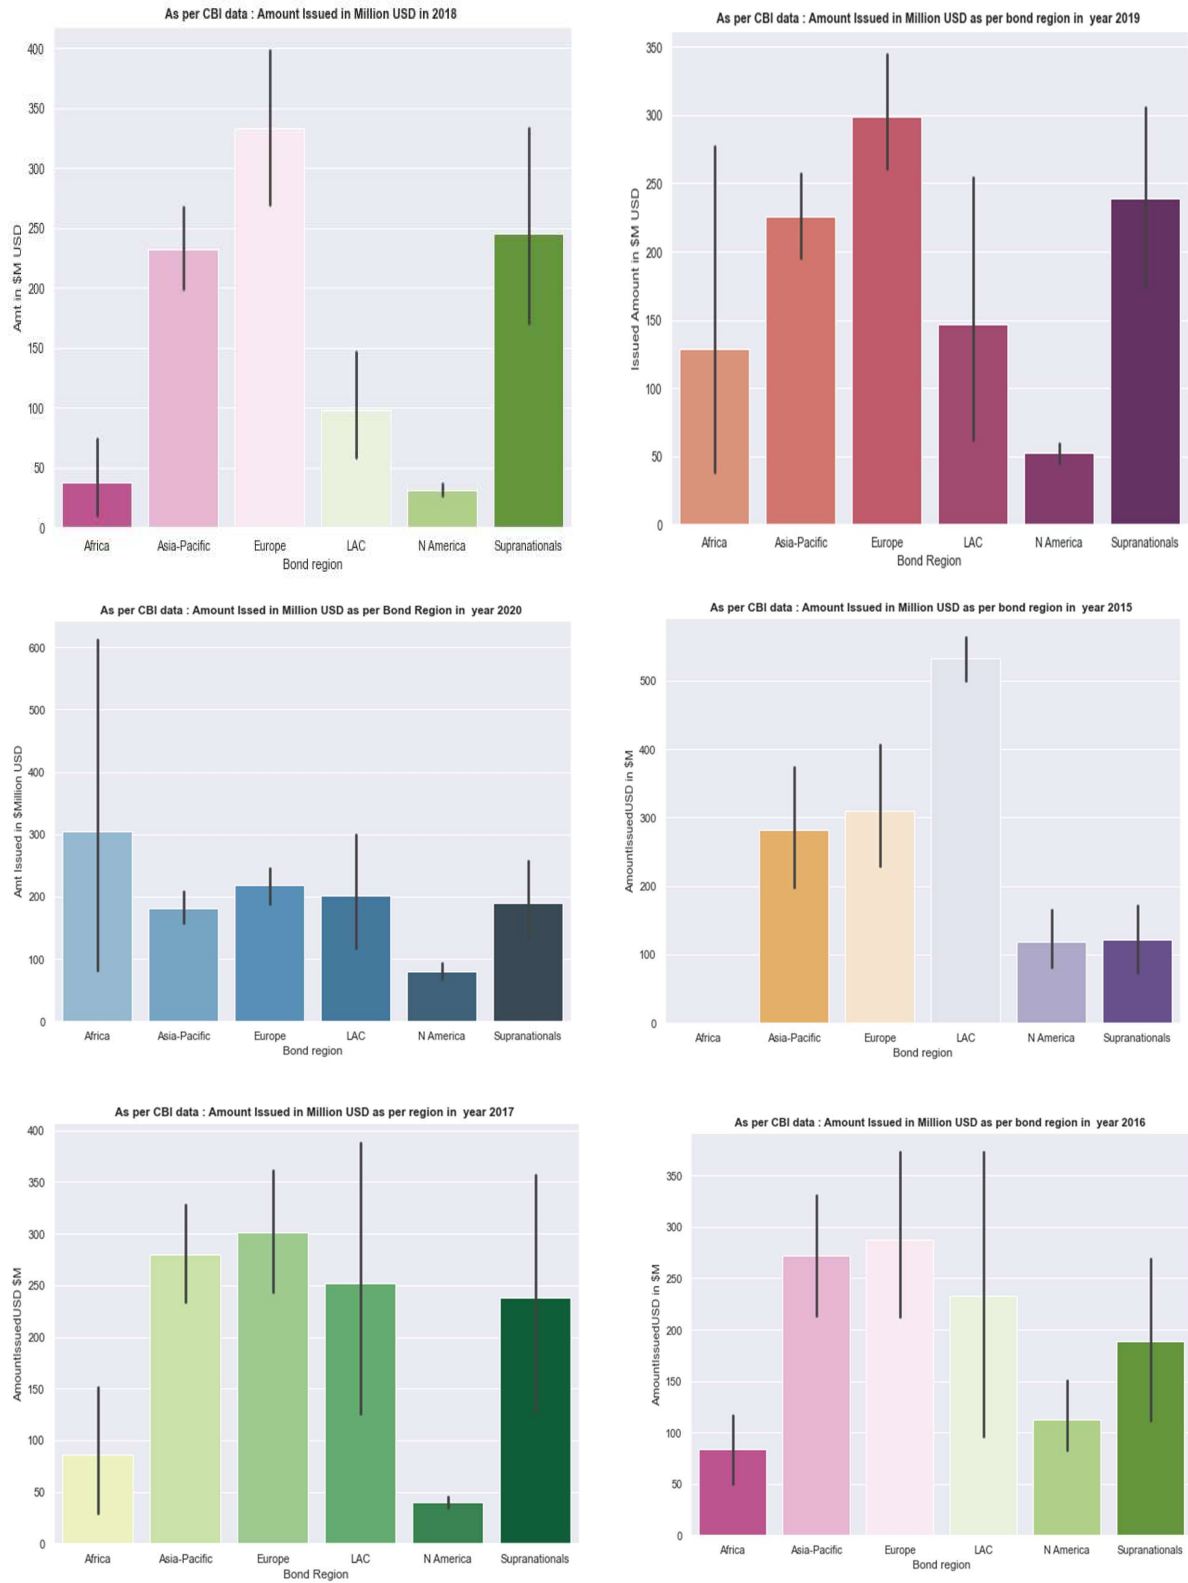 As per CBI data : Amount Issued in Million USD in 2018
400
350
300
250
200
150
100
50
0
Amt in $M USD
Africa Asia-Pacific Europe LAC N America Supranationals
Bond region
As per CBI data : Amount Issued in Million USD as per bond region in year 2019
350
300
250
200
150
100
50
0
Issued Amount in $M USD
Africa Asia-Pacific Europe LAC N America Supranationals
Bond Region
As per CBI data : Amount Issed in Million USD as per Bond Region in year 2020
600
500
400
300
200
100
0
Amt Issued in $Million USD
Africa Asia-Pacific Europe LAC N America Supranationals
Bond region
As per CBI data : Amount Issued in Million USD as per bond region in year 2015
500
400
300
200
100
0
AmountIssuedUSD in $M
Africa Asia-Pacific Europe LAC N America Supranationals
Bond region
As per CBI data : Amount Issued in Million USD as per region in year 2017
400
350
300
250
200
150
100
50
0
AmountIssuedUSD $M
Africa Asia-Pacific Europe LAC N America Supranationals
Bond Region
As per CBI data : Amount Issued in Million USD as per bond region in year 2016
350
300
250
200
150
100
50
0
AmountIssuedUSD in $M
Africa Asia-Pacific Europe LAC N America Supranationals
Bond region